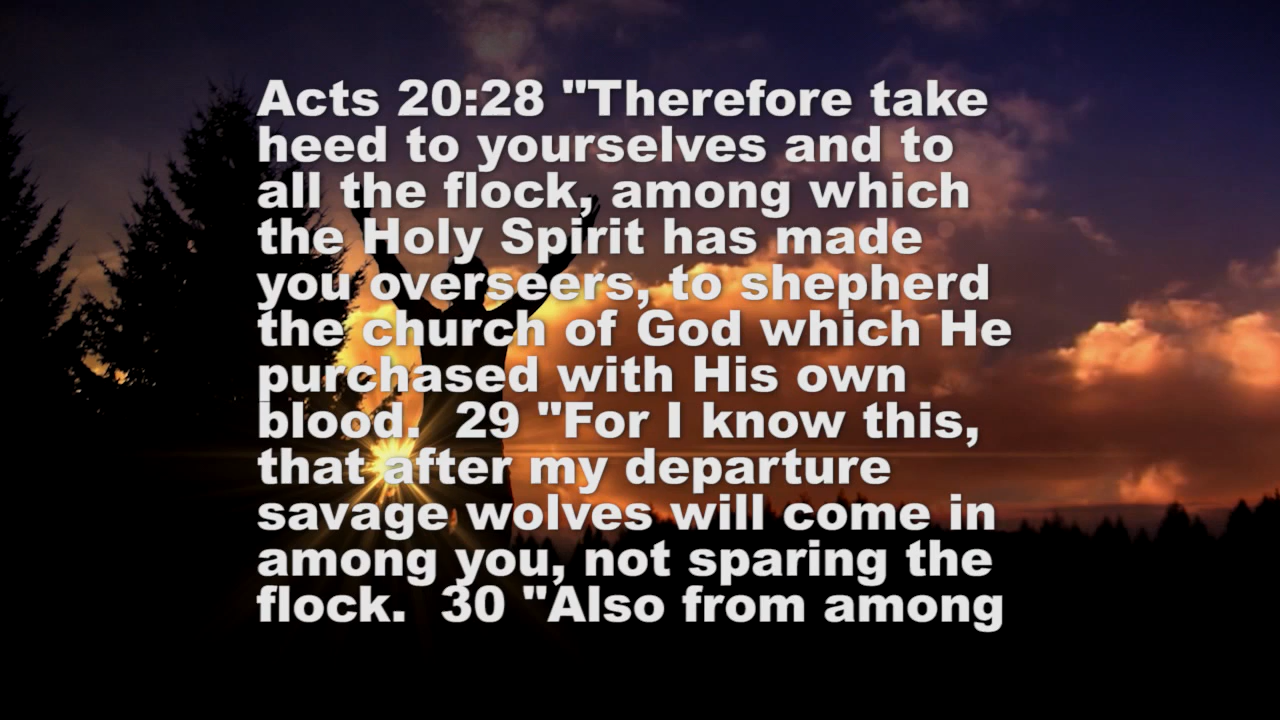 Acts 20:28 "Therefore take
heed to yourselves and to
all the flock, among which
the Holy Spirit has made
you overseers, to shepherd
the church of God which He
purchased with His own
blood.  29 "For I know this,
that after my departure
savage wolves will come in
among you, not sparing the
flock.  30 "Also from among